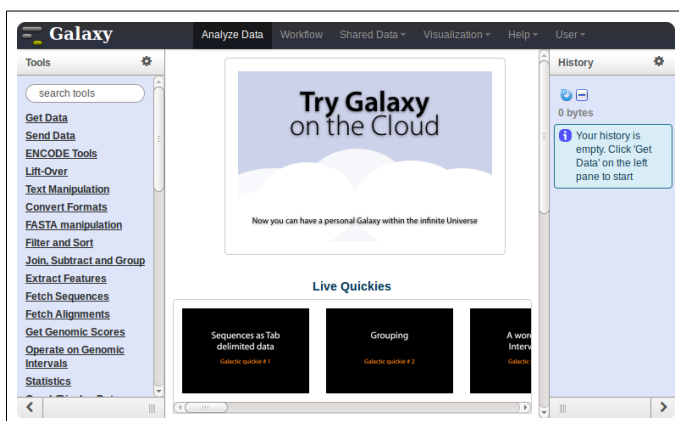 Galaxy
Analyze Data Workflow Shared Data Visualization Help User
Tools
search tools
Get Data
Send Data
ENCODE Tools
Lift-Over
Text Manipulation
Convert Formats
FASTA manipulation
Filter and Sort
Join, Subtract and Group
Extract Features
Fetch Sequences
Fetch Alignments
Get Genomic Scores
Operate on Genomic
Intervals
Statistics
Try Galaxy
on the Cloud
Now you can have a personal Galaxy within the infinite Universe
Live Quickies
Sequences as Tab
delimited data
Galactic quickie # 1
Grouping
Galactic quickie # 2
A wor
Interv
Galactic
History
0 bytes
Your history is
empty. Click 'Get
Data' on the left
pane to start